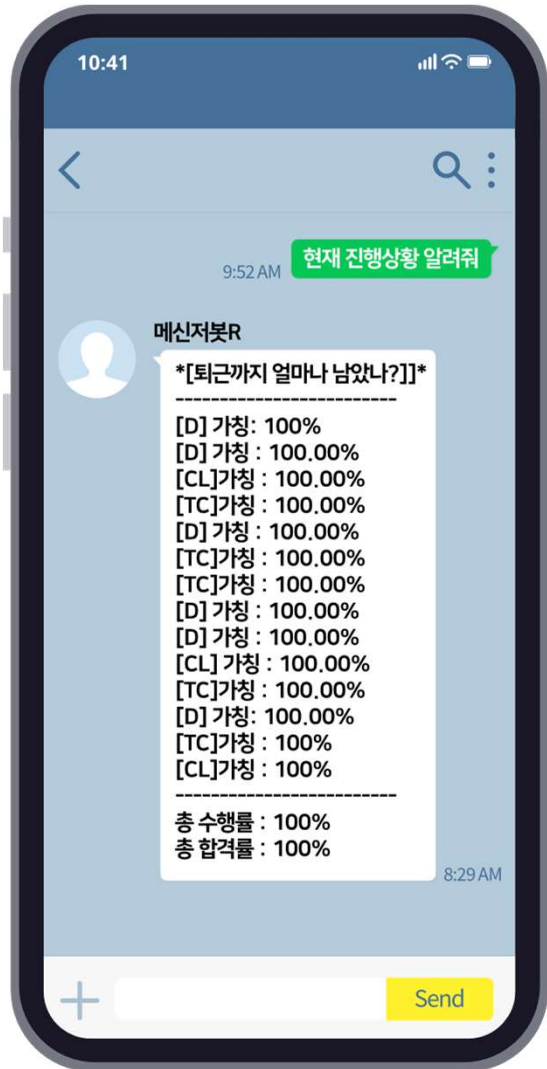 10:41
현재 진행상황 알려줘
9:52 AM
메신저봇R
*[퇴근까지 얼마나 남았나?]]*
-------------------------
[D] 가칭: 100%
[D] 가칭 : 100.00%
[CL]가칭 : 100.00%
[TC]가칭 : 100.00%
[D] 가칭 : 100.00%
[TC]가칭 : 100.00%
[TC]가칭 : 100.00%
[D] 가칭 : 100.00%
[D] 가칭 : 100.00%
[CL] 가칭 : 100.00%
[TC]가칭 : 100.00%
[D] 가칭: 100.00%
[TC]가칭 : 100%
[CL]가칭 : 100%
-------------------------
총 수행률 : 100%
총 합격률 : 100%
8:29 AM
Send